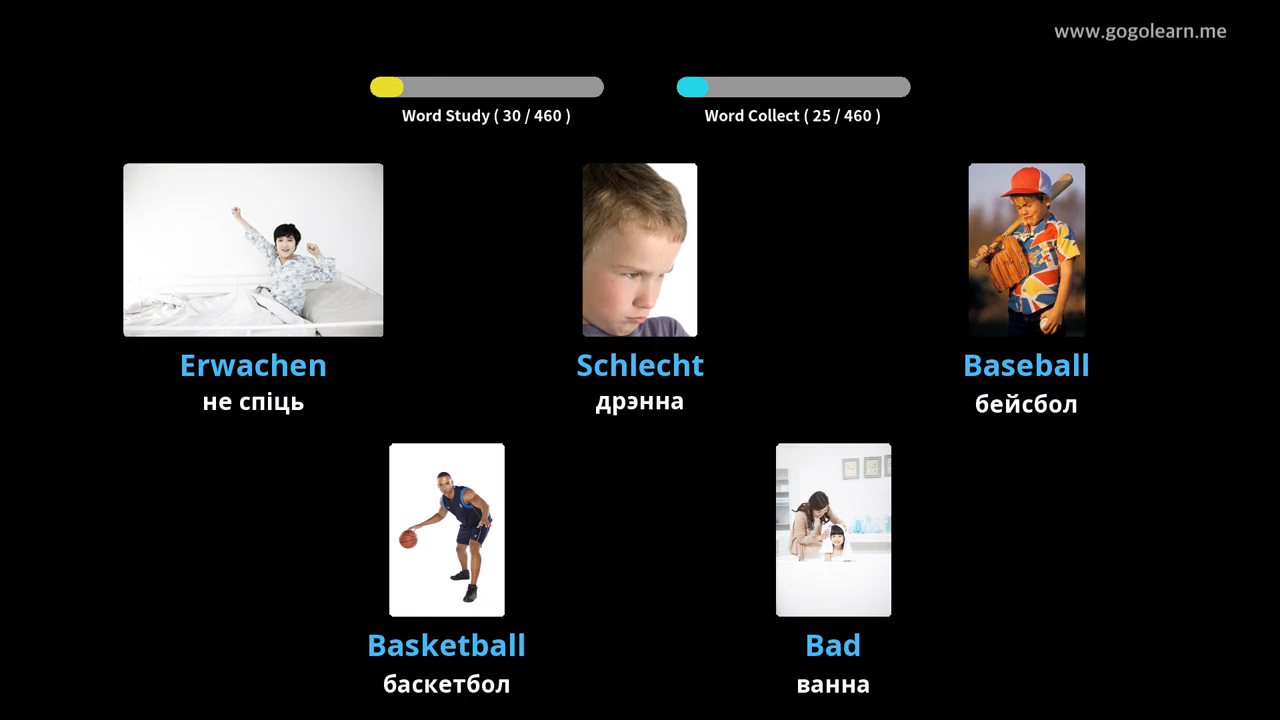 www.gogolearn.me
Word Study ( 30 / 460 )
Word Collect ( 25 / 460 )
Erwachen
не спіць
Schlecht
дрэнна
Baseball
бейсбол
Basketball
баскетбол
Bad
ванна